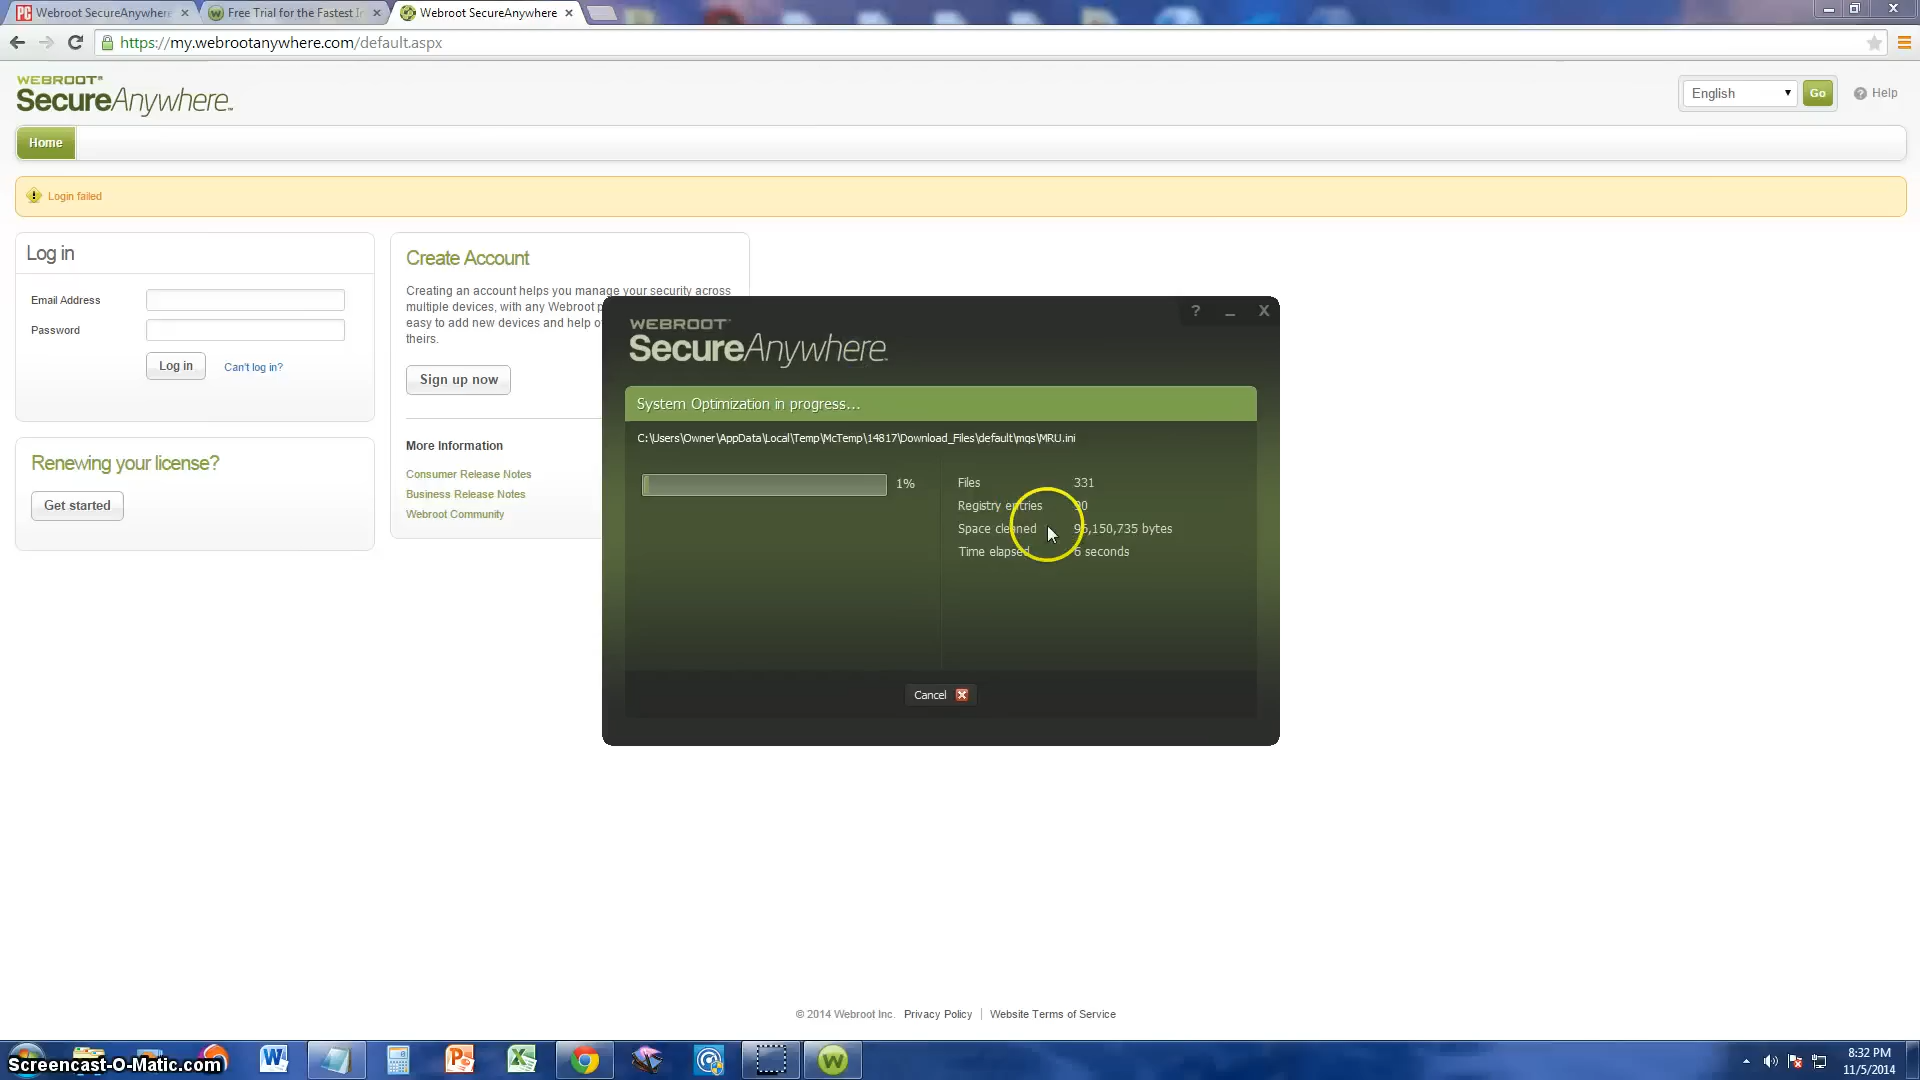 Webroot SecureAnywhere
Free Trial for the Fastest In
Webroot SecureAnywhere
https://my.webrootanywhere.com/default.aspx
WEBROOT
SecureAnywhere
English
Go
Help
Home
Login failed
Log in
Email Address
Password
Log in
Can't log in?
Renewing your license?
Get started
Create Account
Creating an account helps you manage your security across
multiple devices, with any Webroot
easy to add new devices and help
theirs.
Sign up now
More Information
Consumer Release Notes
Business Release Notes
Webroot Community
WEBROOT
SecureAnywhere
? _ X
System Optimization in progress...
C:\Users\Owner\AppData\Local\Temp\McTemp\14817\Download_Files\default\mqs\MRU.ini
1%
Files 331
Registry entries
Space cleaned
Time elapsed 6 seconds
Cancel
© 2014 Webroot Inc. Privacy Policy | Website Terms of Service
Screencast-O-Matic.com
8:32 PM
11/5/2014